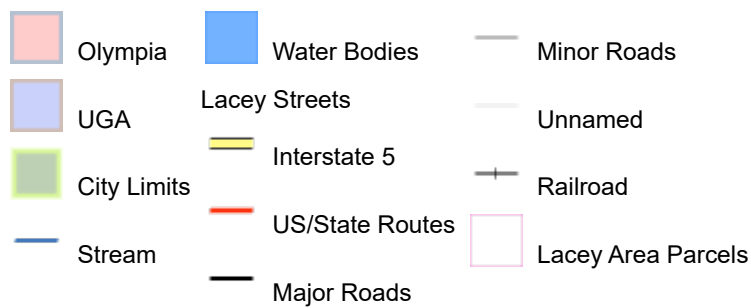 Olympia
UGA
City Limits
Stream
Water Bodies
Lacey Streets
Interstate 5
US/State Routes
Major Roads
Minor Roads
Unnamed
Railroad
Lacey Area Parcels